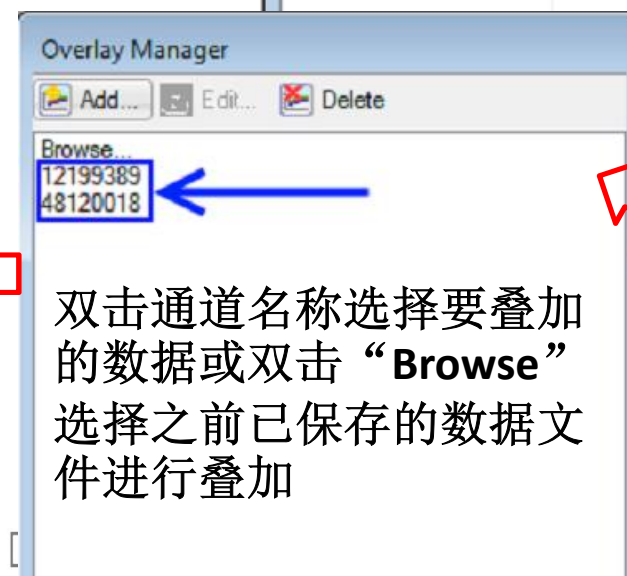 Overlay Manager
Add... Edit... Delete
Browse...
12199389
48120018
双击通道名称选择要叠加
的数据或双击“Browse”
选择之前已保存的数据文
件进行叠加